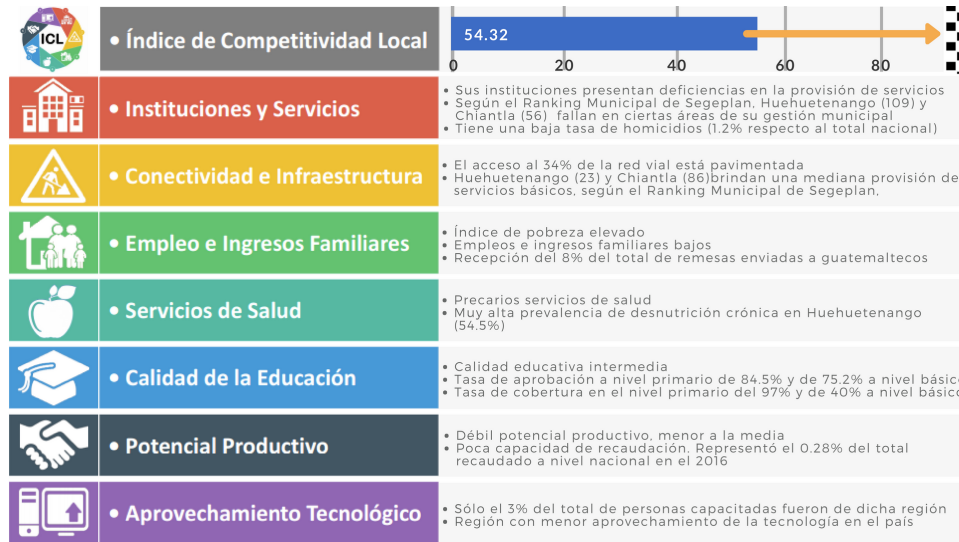 ICL
• Índice de Competitividad Local
54.32
0 20 40 60 80
• Instituciones y Servicios
• Sus instituciones presentan deficiencias en la provisión de servicios
• Según el Ranking Municipal de Segeplan, Huehuetenango (109) y
Chiantla (56) fallan en ciertas áreas de su gestión municipal
• Tiene una baja tasa de homicidios (1.2% respecto al total nacional)
• Conectividad e Infraestructura
• El acceso al 34% de la red vial está pavimentada
• Huehuetenango (23) y Chiantla (86)brindan una mediana provisión de
servicios básicos, según el Ranking Municipal de Segeplan,
• Empleo e Ingresos Familiares
• Índice de pobreza elevado
• Empleos e ingresos familiares bajos
• Recepción del 8% del total de remesas enviadas a guatemaltecos
• Servicios de Salud
• Precarios servicios de salud
• Muy alta prevalencia de desnutrición crónica en Huehuetenango
(54.5%)
• Calidad de la Educación
• Calidad educativa intermedia
• Tasa de aprobación a nivel primario de 84.5% y de 75.2% a nivel básic
• Tasa de cobertura en el nivel primario del 97% y de 40% a nivel básic
• Potencial Productivo
• Débil potencial productivo, menor a la media
• Poca capacidad de recaudación. Representó el 0.28% del total
recaudado a nivel nacional en el 2016
• Aprovechamiento Tecnológico
• Sólo el 3% del total de personas capacitadas fueron de dicha región
• Región con menor aprovechamiento de la tecnología en el país